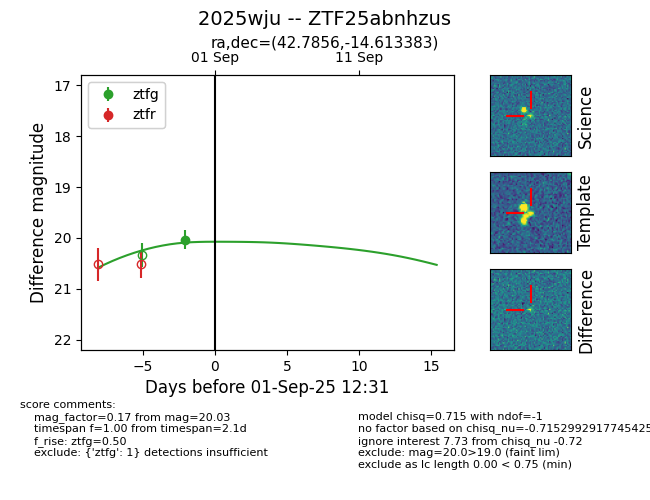 2025wju -- ZTF25abnhzus
ra,dec=(42.7856,-14.613383)
01 Sep
11 Sep
17
18
19
20
21
22
Difference magnitude
ztfg
ztfr
−5
0
5
10
15
Days before 01-Sep-25 12:31
Science
Template
Difference
score comments:
mag_factor=0.17 from mag=20.03
timespan f=1.00 from timespan=2.1d
f_rise: ztfg=0.50
exclude: {'ztfg': 1} detections insufficient
model chisq=0.715 with ndof=-1
no factor based on chisq_nu=-0.7152992917745425
ignore interest 7.73 from chisq_nu -0.72
exclude: mag=20.0>19.0 (faint lim)
exclude as lc length 0.00 < 0.75 (min)